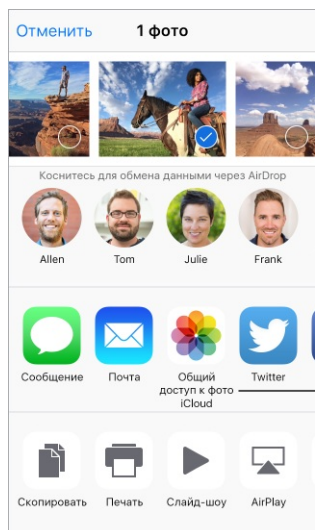 Отменить 1 фото
Коснитесь для обмена данными через AirDrop
Allen Tom Julie Frank
Сообщение Почта Общий Twitter
доступ к фото
iCloud
Скопировать Печать Слайд-шоу AirPlay